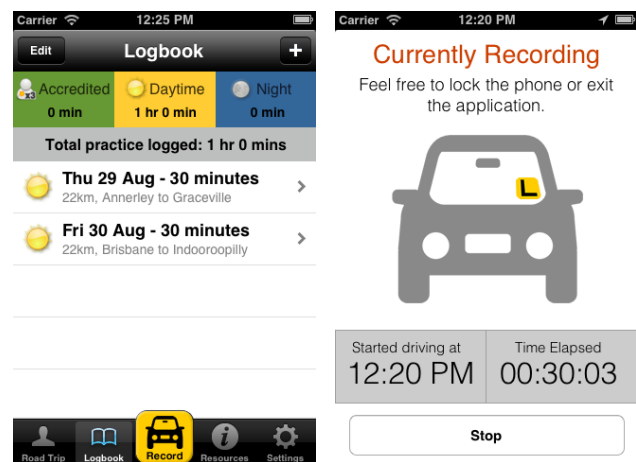 Carrier 12:25 PM
Edit Logbook +
x3 Accredited Daytime Night
0 min 1 hr 0 min 0 min
Total practice logged: 1 hr 0 mins
Thu 29 Aug - 30 minutes
22km, Annerley to Graceville
Fri 30 Aug - 30 minutes
22km, Brisbane to Indooroopilly
Road Trip Logbook Record Resources Settings
Carrier 12:20 PM
Currently Recording
Feel free to lock the phone or exit
the application.
L
Started driving at Time Elapsed
12:20 PM 00:30:03
Stop